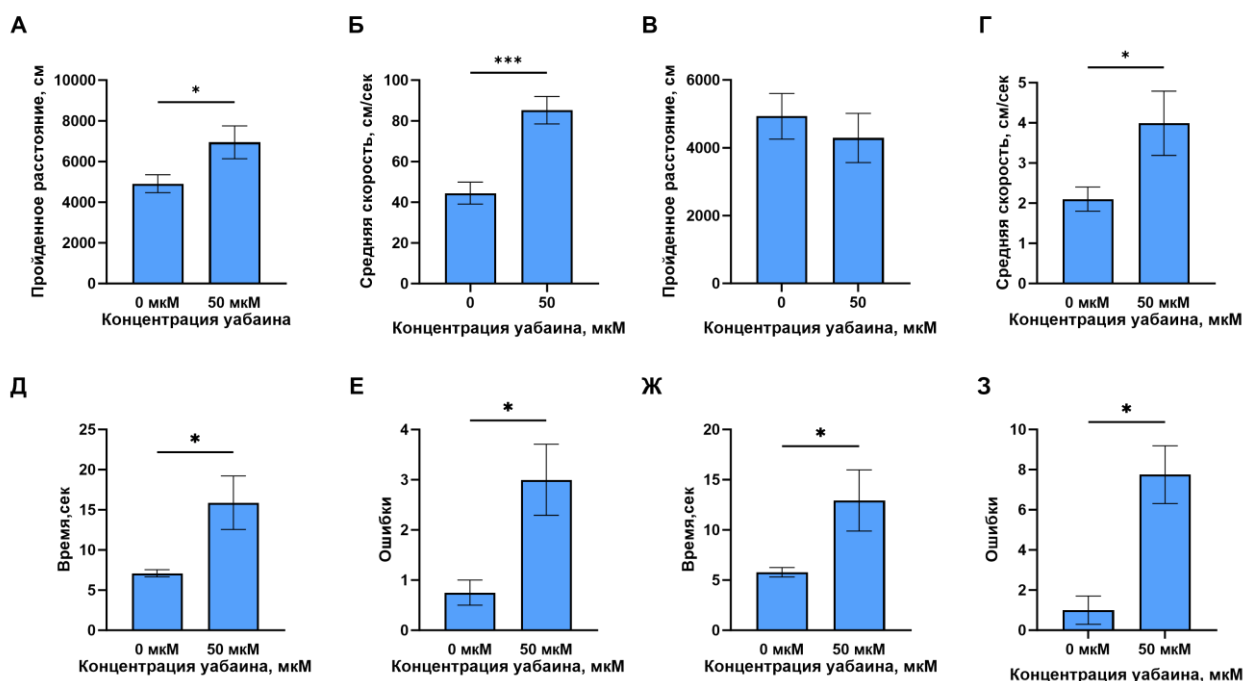 А
Пройденное расстояние, см
10000
8000
6000
4000
2000
0
*
0 мкМ 50 мкМ
Концентрация уабаина
Б
Средняя скорость, см/сек
100
80
60
40
20
0
***
0 50
Концентрация уабаина, мкМ
В
Пройденное расстояние, см
6000
4000
2000
0
0 50
Концентрация уабаина, мкМ
Г
Средняя скорость, см/сек
5
4
3
2
1
0
*
0 мкМ 50 мкМ
Концентрация уабаина, мкМ
Д
Время,сек
25
20
15
10
5
0
*
0 мкМ 50 мкМ
Концентрация уабаина, мкМ
Е
Ошибки
4
3
2
1
0
*
0 мкМ 50 мкМ
Концентрация уабаина, мкМ
Ж
Время,сек
20
15
10
5
0
*
0 мкМ 50 мкМ
Концентрация уабаина, мкМ
З
Ошибки
10
8
6
4
2
0
*
0 мкМ 50 мкМ
Концентрация уабаина, мкМ